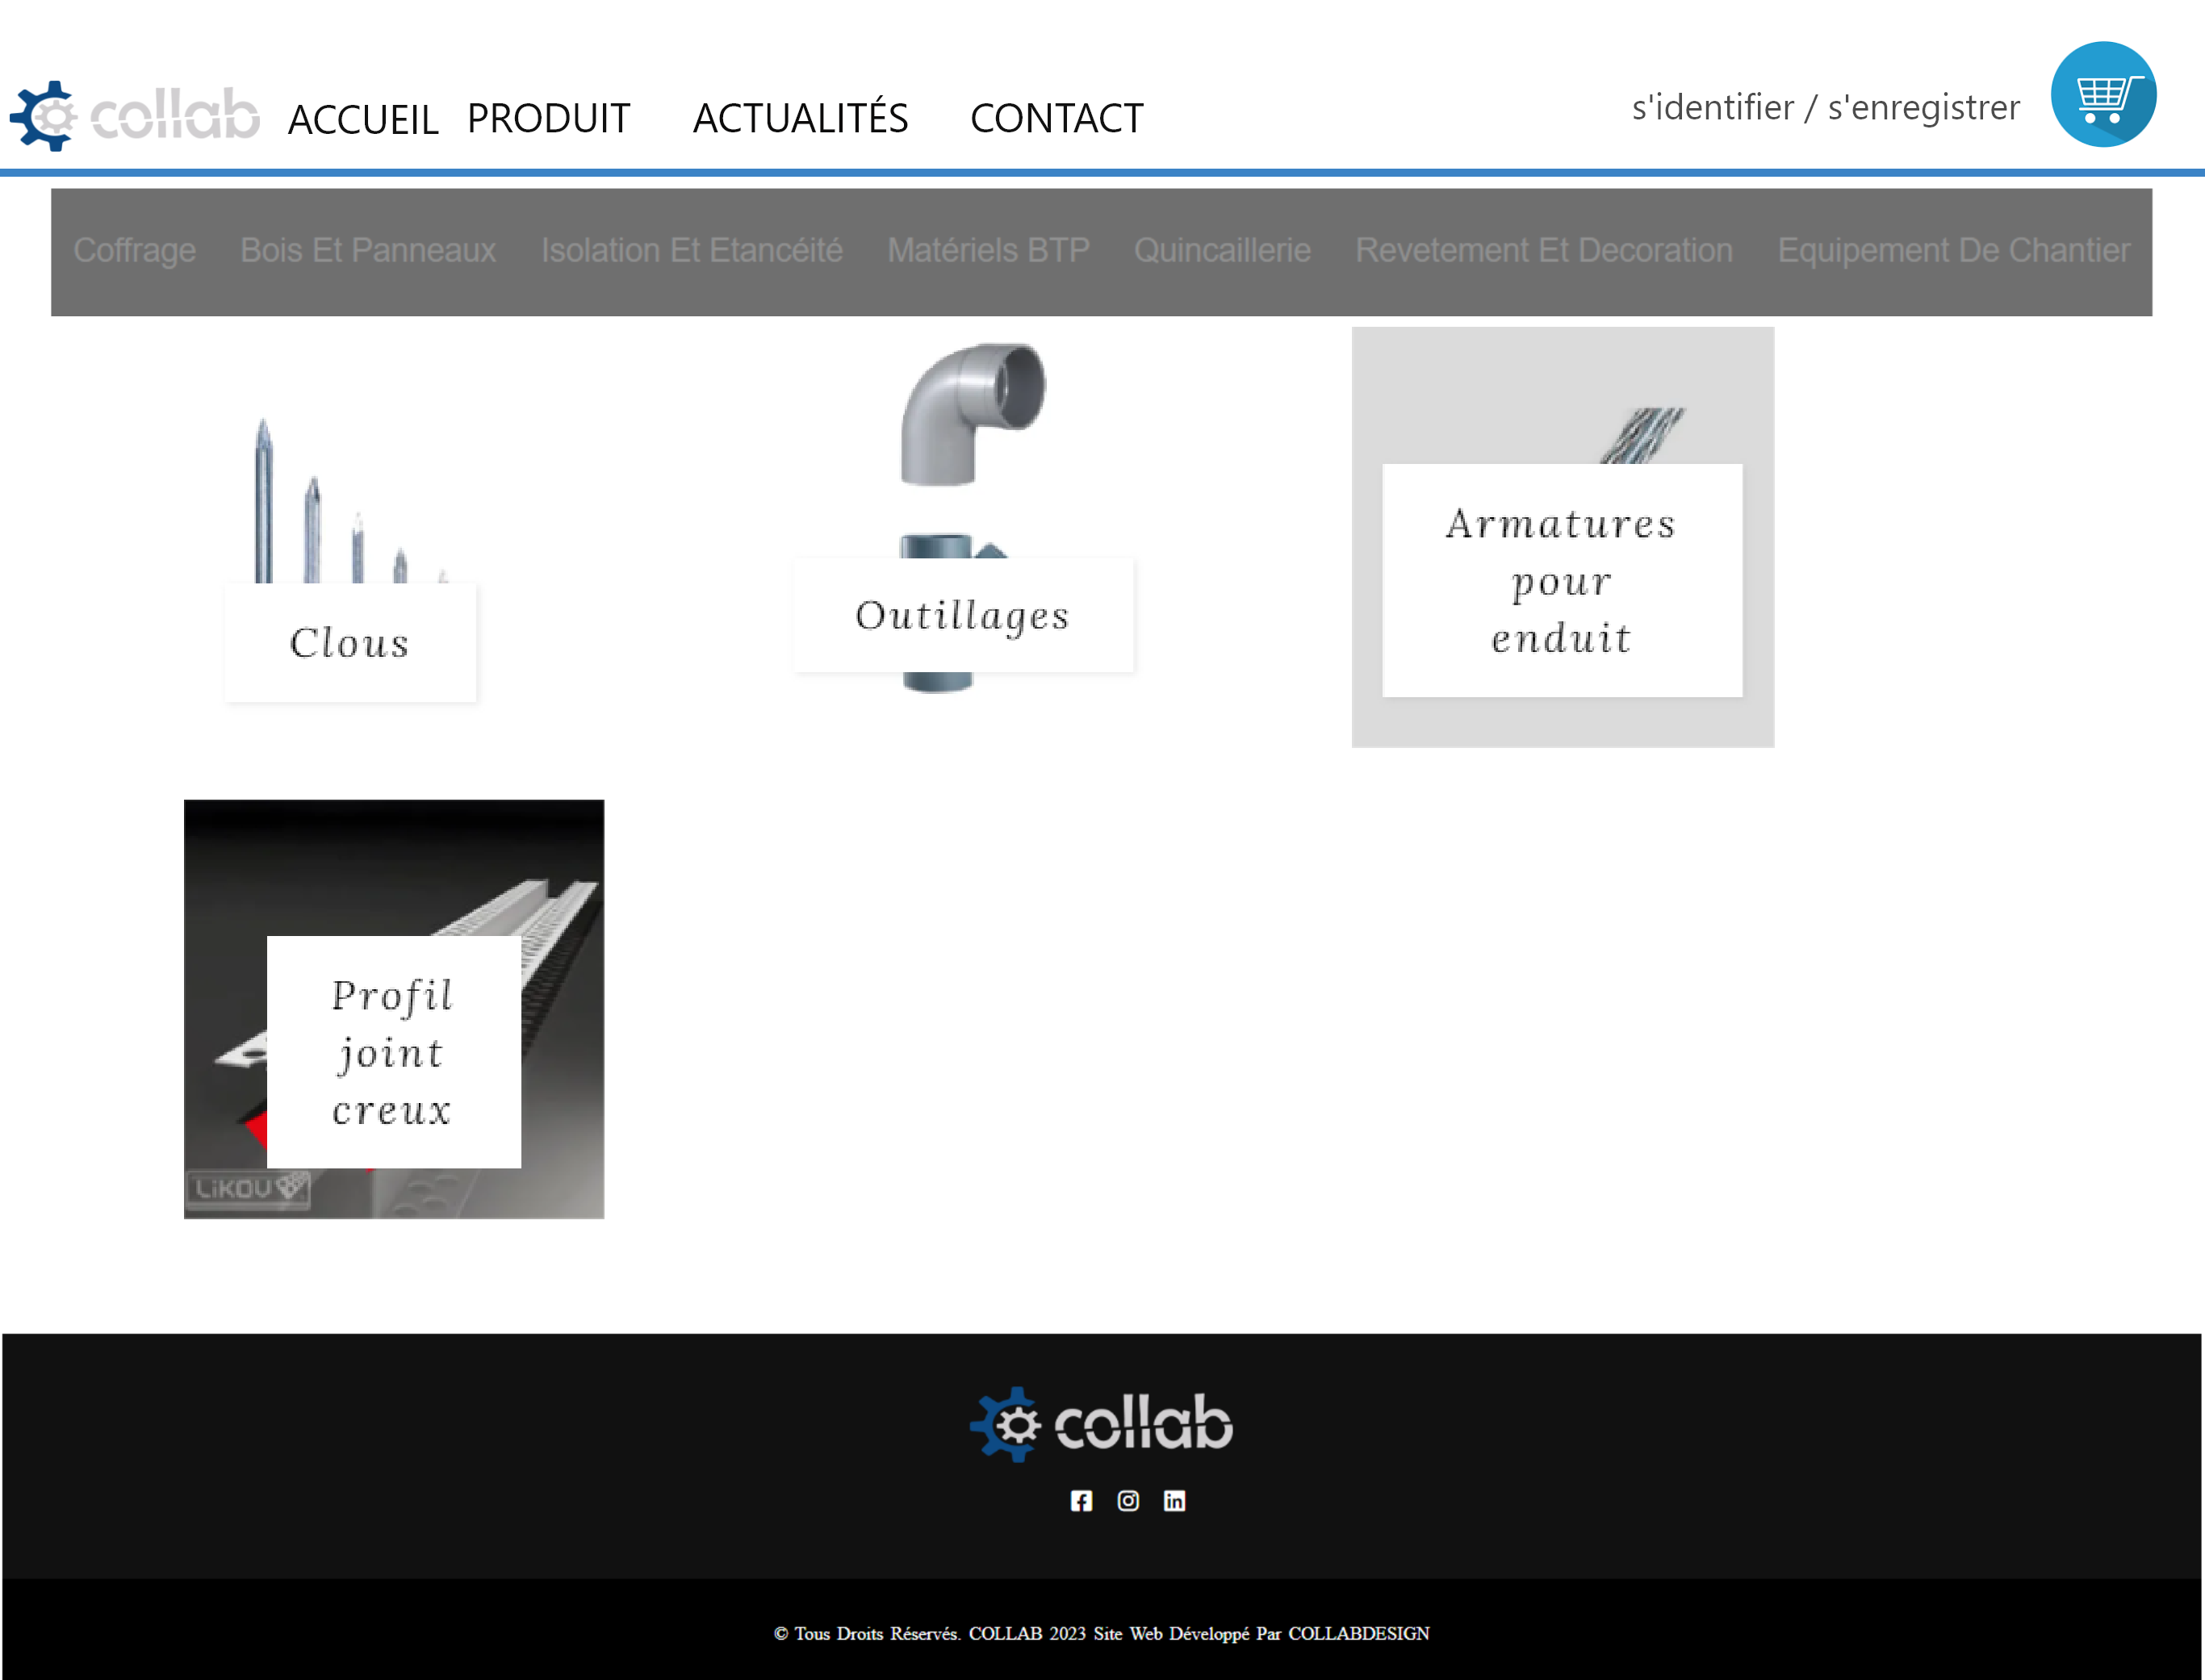 collab ACCUEIL PRODUIT ACTUALITÉS CONTACT s'identifier / s'enregistrer
Coffrage Bois Et Panneaux Isolation Et Etancéité Matériels BTP Quincaillerie Revetement Et Decoration Equipement De Chantier
Clous
Outillages
Armatures
pour
enduit
Profil
joint
creux
LiKOV
collab
© Tous Droits Réservés. COLLAB 2023 Site Web Développé Par COLLABDESIGN